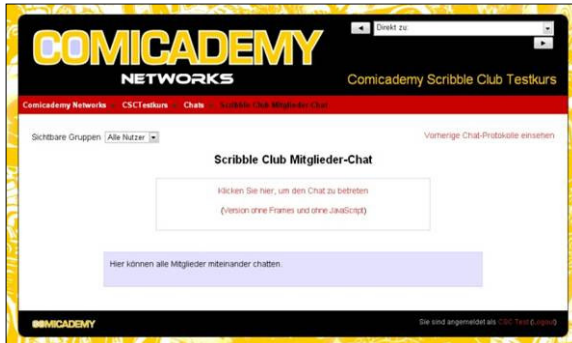 COMICADEMY
NETWORKS
Direkt zu:
Comicademy Scribble Club Testkurs
Comicademy Networks CSCTestkurs Chats Scribble Club Mitglieder-Chat
Sichtbare Gruppen Alle Nutzer
Vorherige Chat-Protokolle einsehen
Scribble Club Mitglieder-Chat
Klicken Sie hier, um den Chat zu betreten
(Version ohne Frames und ohne JavaScript)
Hier können alle Mitglieder miteinander chatten.
COMICADEMY
Sie sind angemeldet als CSC Test (Logout)